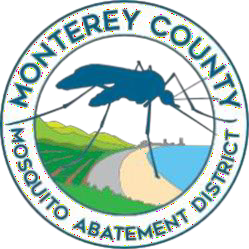 MONTEREY COUNTY
MOSQUITO ABATEMENT DISTRICT